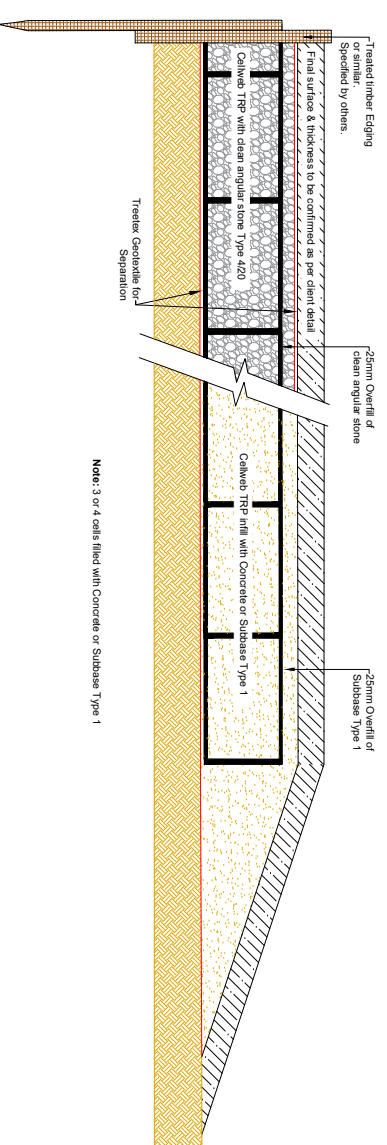 Treated timber Edging
or similar.
Specified by others.
Final surface & thickness to be confirmed as per client detail
25mm Overfill of
clean angular stone
25mm Overfill of
Subbase Type 1
Cellweb TRP with clean angular stone Type 4/20
Cellweb TRP infill with Concrete or Subbase Type 1
Treetex Geotextile for
Separation
Note: 3 or 4 cells filled with Concrete or Subbase Type 1